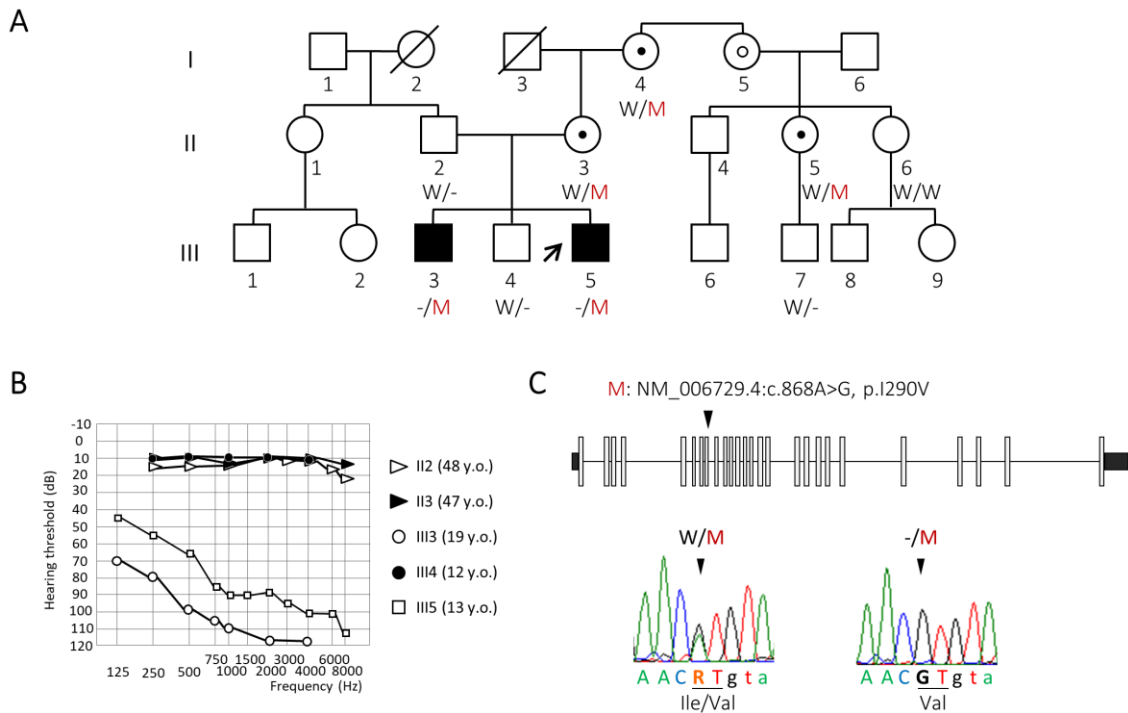 A
I
1
2
3
4
5
6
W/M
II
1
2
3
4
5
6
W/-
W/M
W/M
W/W
III
1
2
3
4
5
6
7
8
9
-/M
W/-
-/M
W/-
B
-10
0
10
20
30
40
50
60
70
80
90
100
110
120
Hearing threshold (dB)
125
250
500
750
1000
1500
2000
3000
4000
6000
8000
Frequency (Hz)
II2 (48 y.o.)
II3 (47 y.o.)
III3 (19 y.o.)
III4 (12 y.o.)
III5 (13 y.o.)
C
M: NM_006729.4:c.868A>G, p.I290V
W/M
-/M
A A C R T g t a
Ile/Val
A A C G T g t a
Val